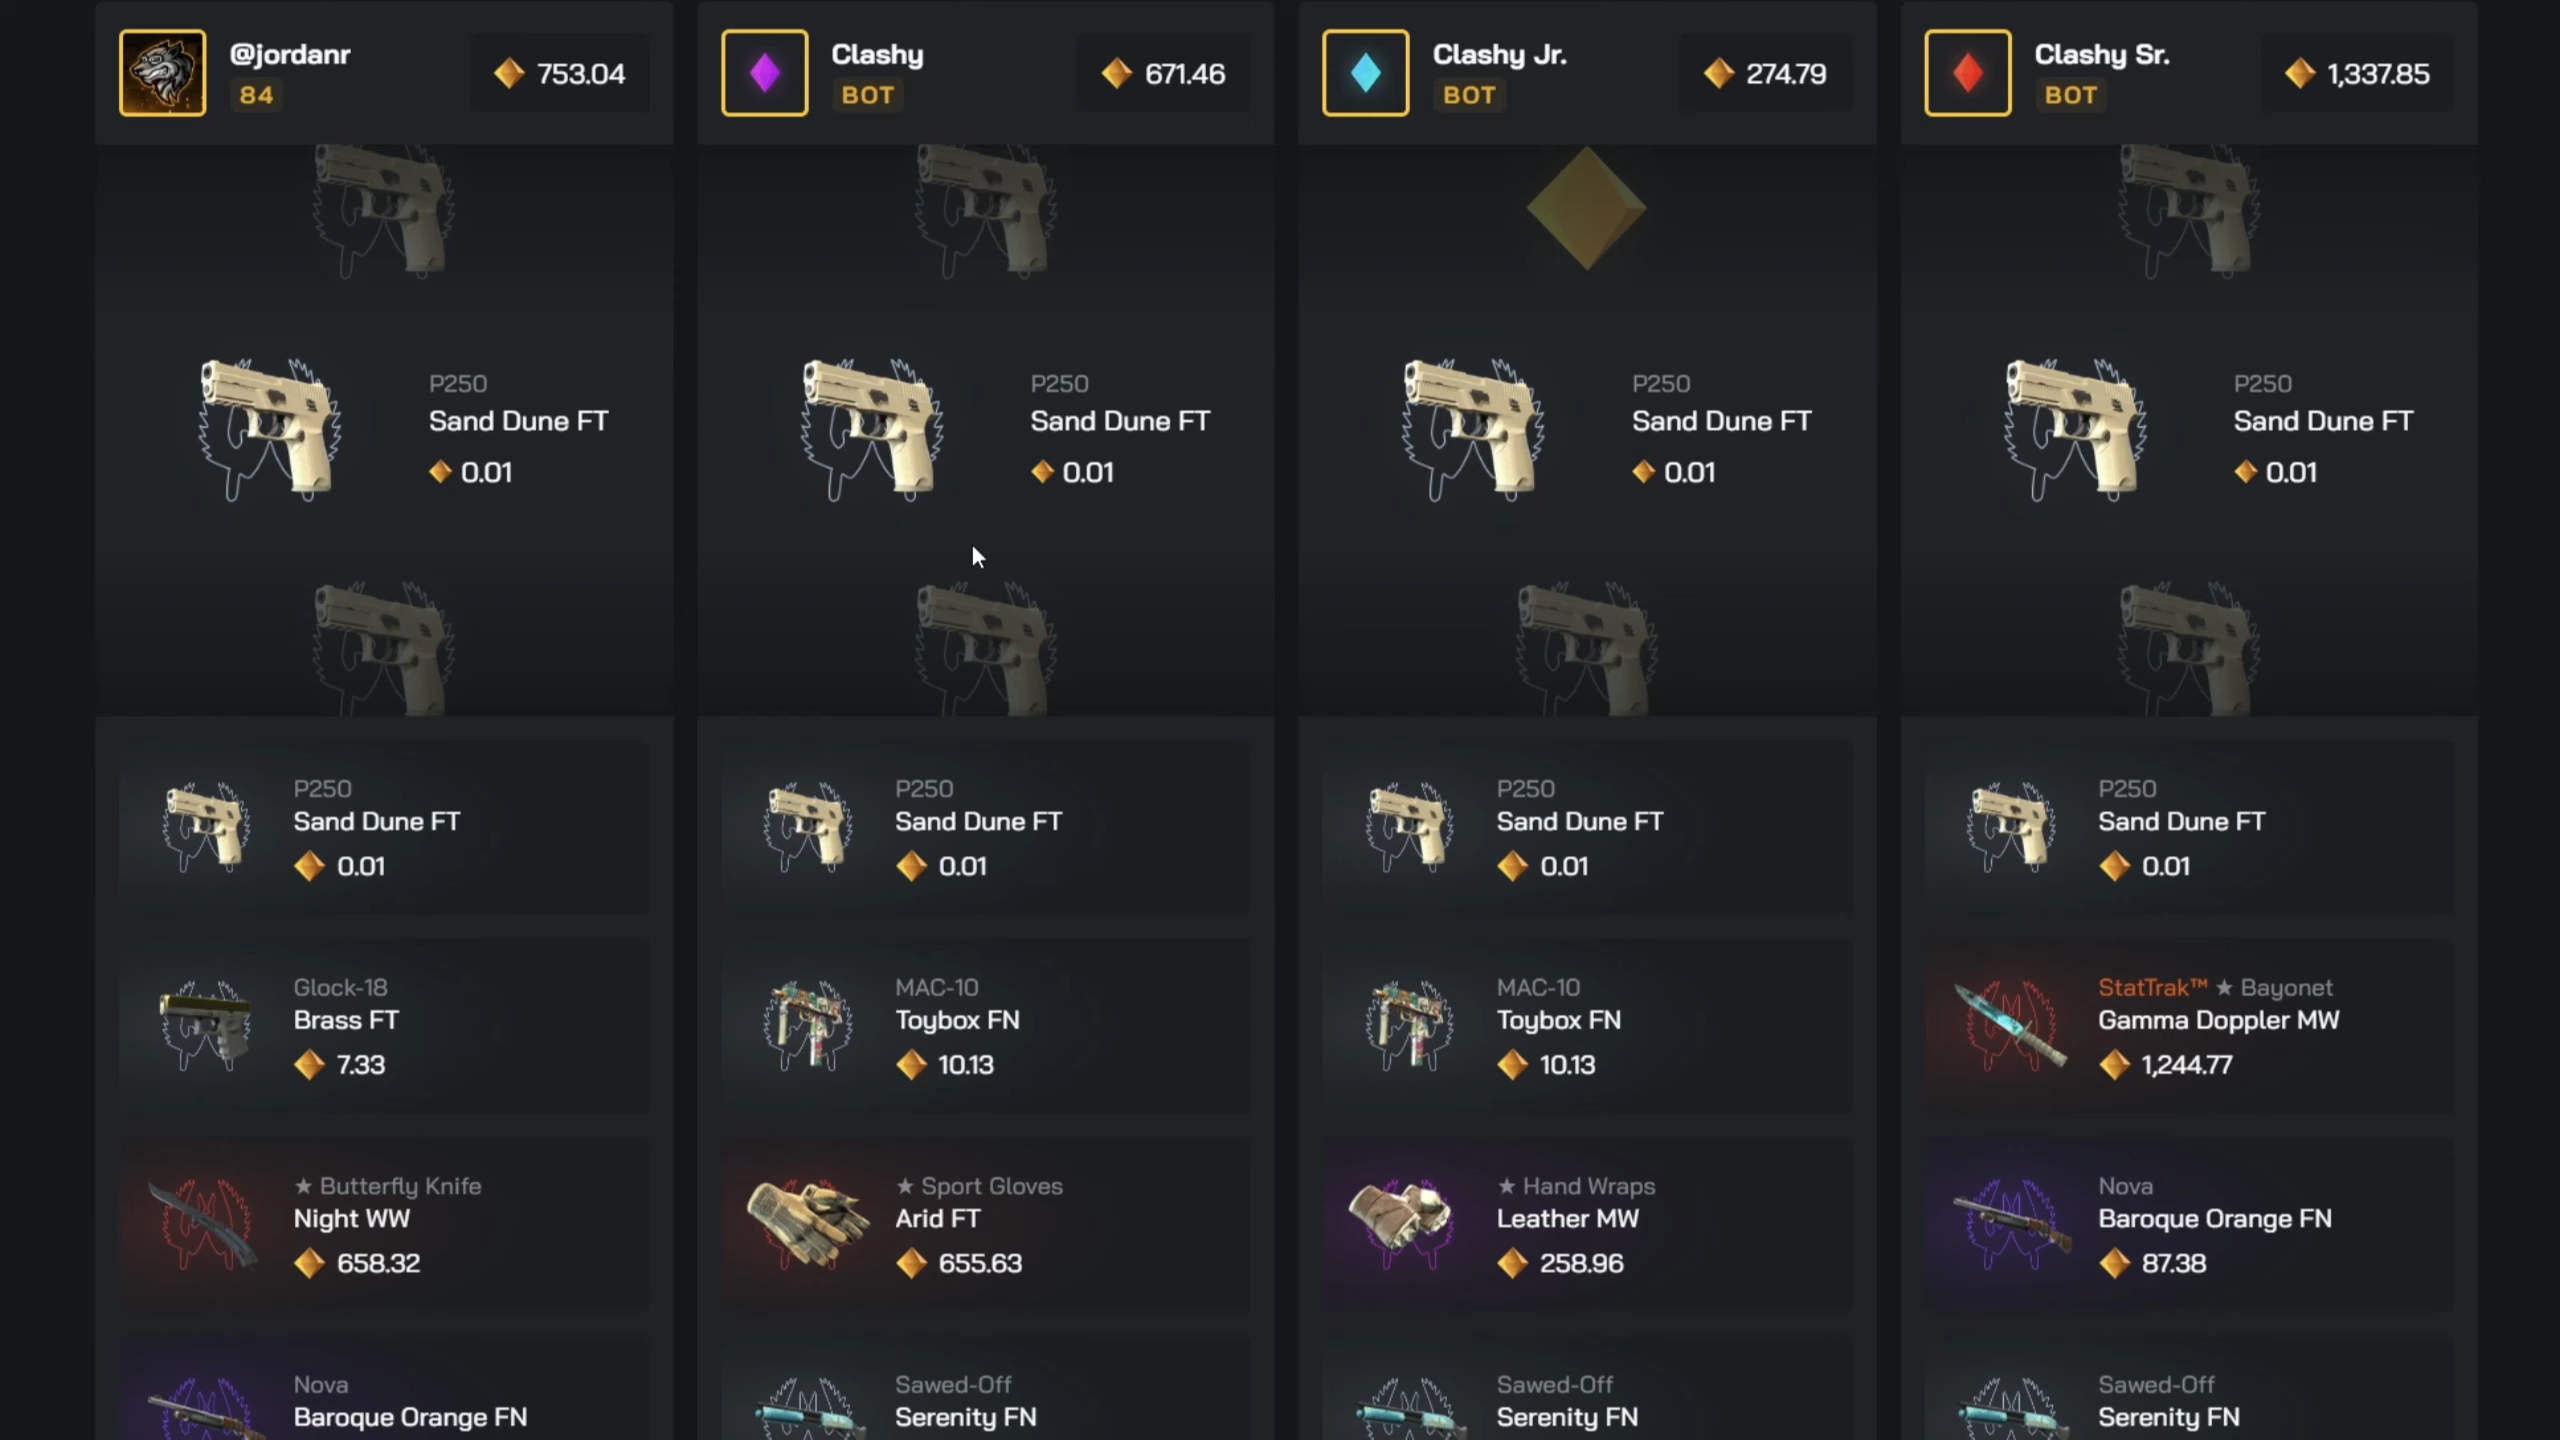 @jordanr
84
753.04
Clashy
BOT
671.46
Clashy Jr.
BOT
274.79
Clashy Sr.
BOT
1,337.85
P250
Sand Dune FT
0.01
P250
Sand Dune FT
0.01
P250
Sand Dune FT
0.01
P250
Sand Dune FT
0.01
P250
Sand Dune FT
0.01
P250
Sand Dune FT
0.01
P250
Sand Dune FT
0.01
P250
Sand Dune FT
0.01
Glock-18
Brass FT
7.33
MAC-10
Toybox FN
10.13
MAC-10
Toybox FN
10.13
StatTrak™ ★ Bayonet
Gamma Doppler MW
1,244.77
★ Butterfly Knife
Night WW
658.32
★ Sport Gloves
Arid FT
655.63
★ Hand Wraps
Leather MW
258.96
Nova
Baroque Orange FN
87.38
Nova
Baroque Orange FN
Sawed-Off
Serenity FN
Sawed-Off
Serenity FN
Sawed-Off
Serenity FN